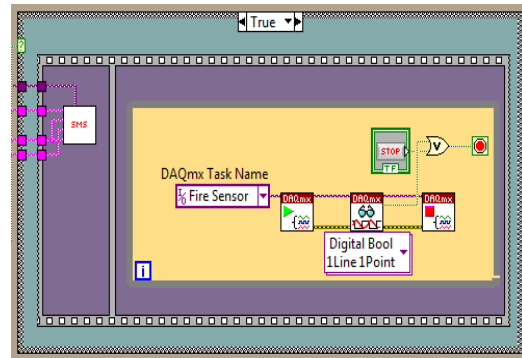 True
?
SMS
STOP
TF
V
DAQmx Task Name
I/O Fire Sensor
DAQmx
DAQmx
DAQmx
Digital Bool
1Line 1Point
i